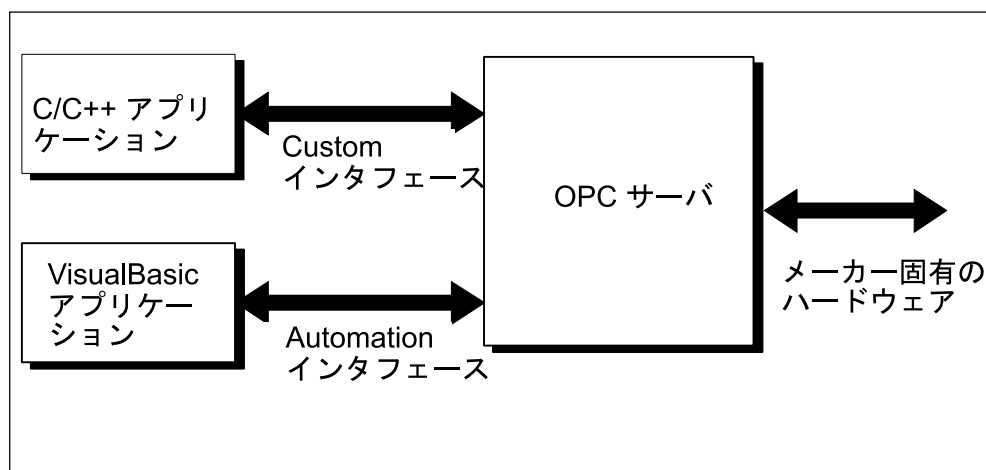 C/C++ アプリ
ケーション
Custom
インタフェース
OPC サーバ
VisualBasic
アプリケー
ション
Automation
インタフェース
メーカー固有の
ハードウェア